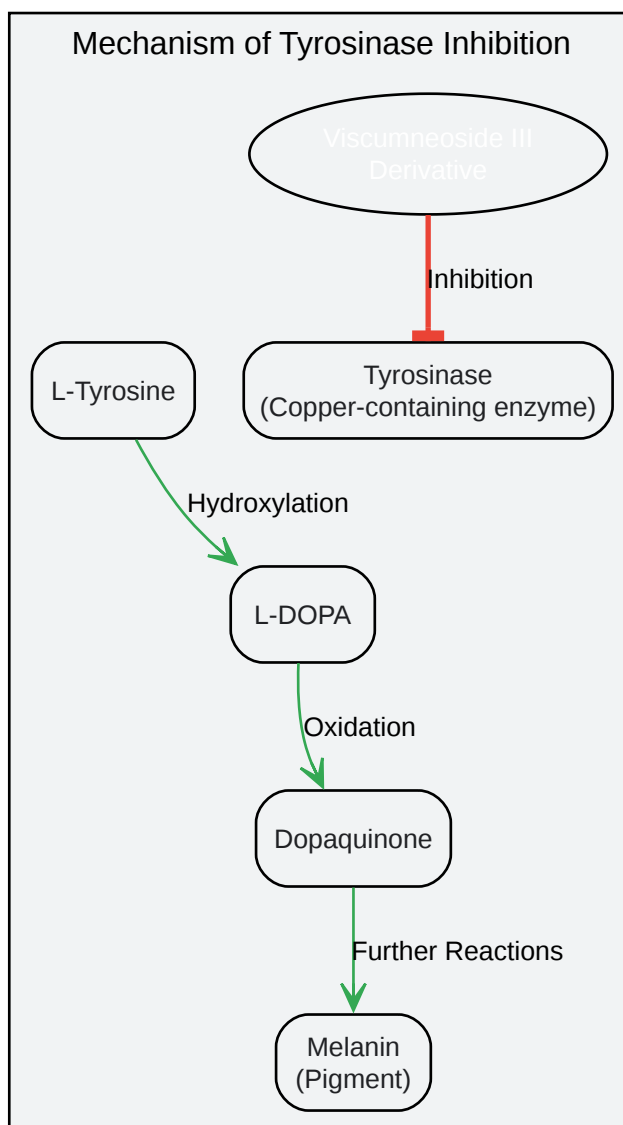 Mechanism of Tyrosinase Inhibition
Viscumneoside III
Derivative
Inhibition
L-Tyrosine
Tyrosinase
(Copper-containing enzyme)
Hydroxylation
L-DOPA
Oxidation
Dopaquinone
Further Reactions
Melanin
(Pigment)